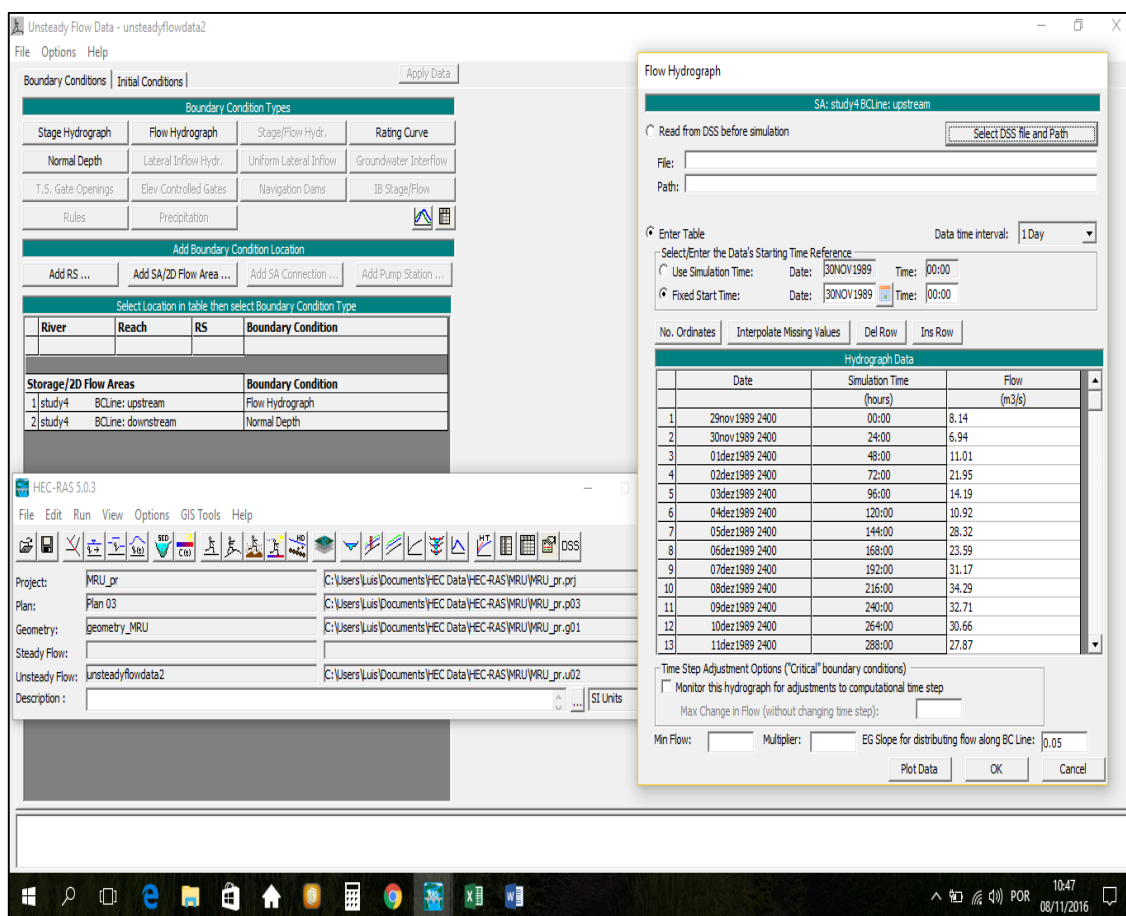 Unsteady Flow Data - unsteadyflowdata2
File Options Help
Boundary Conditions Initial Conditions Apply Data
Boundary Condition Types
Stage Hydrograph Flow Hydrograph Stage/Flow Hydr. Rating Curve
Normal Depth Lateral Inflow Hydr. Uniform Lateral Inflow Groundwater Interflow
T.S. Gate Openings Elev Controlled Gates Navigation Dams IB Stage/Flow
Rules Precipitation
Add Boundary Condition Location
Add RS ... Add SA/2D Flow Area ... Add SA Connection ... Add Pump Station ...
Select Location in table then select Boundary Condition Type
River Reach RS Boundary Condition
Storage/2D Flow Areas Boundary Condition
1 study4 BCLine: upstream Flow Hydrograph
2 study4 BCLine: downstream Normal Depth
HEC-RAS 5.0.3
File Edit Run View Options GIS Tools Help
DSS
Project: MRU_pr C:\Users\Luis\Documents\HEC Data\HEC-RAS\MRU\MRU_pr.prj
Plan: Plan 03 C:\Users\Luis\Documents\HEC Data\HEC-RAS\MRU\MRU_pr.p03
Geometry: geometry_MRU C:\Users\Luis\Documents\HEC Data\HEC-RAS\MRU\MRU_pr.g01
Steady Flow:
Unsteady Flow: unsteadyflowdata2 C:\Users\Luis\Documents\HEC Data\HEC-RAS\MRU\MRU_pr.u02
Description : ... SI Units
Flow Hydrograph
SA: study4 BCLine: upstream
Read from DSS before simulation Select DSS file and Path
File:
Path:
Enter Table Data time interval: 1 Day
Select/Enter the Data's Starting Time Reference
Use Simulation Time: Date: 30NOV1989 Time: 00:00
Fixed Start Time: Date: 30NOV1989 Time: 00:00
No. Ordinates Interpolate Missing Values Del Row Ins Row
Hydrograph Data
Date Simulation Time Flow
(hours) (m3/s)
1 29nov1989 2400 00:00 8.14
2 30nov1989 2400 24:00 6.94
3 01dez1989 2400 48:00 11.01
4 02dez1989 2400 72:00 21.95
5 03dez1989 2400 96:00 14.19
6 04dez1989 2400 120:00 10.92
7 05dez1989 2400 144:00 28.32
8 06dez1989 2400 168:00 23.59
9 07dez1989 2400 192:00 31.17
10 08dez1989 2400 216:00 34.29
11 09dez1989 2400 240:00 32.71
12 10dez1989 2400 264:00 30.66
13 11dez1989 2400 288:00 27.87
Time Step Adjustment Options ("Critical" boundary conditions)
Monitor this hydrograph for adjustments to computational time step
Max Change in Flow (without changing time step):
Min Flow: Multiplier: EG Slope for distributing flow along BC Line: 0.05
Plot Data OK Cancel
POR 10:47
08/11/2016